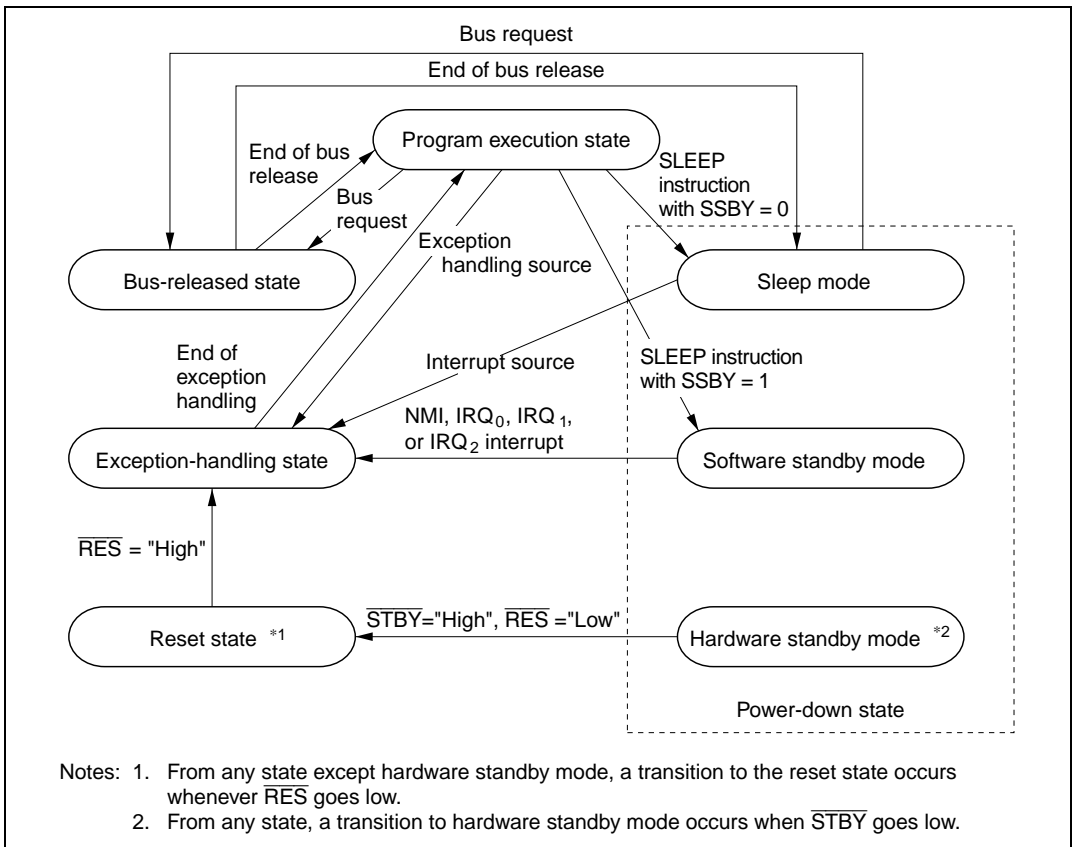 Bus request
End of bus release
Program execution state
End of bus
release
SLEEP
instruction
with SSBY = 0
Bus
request
Exception
handling source
Bus-released state
Sleep mode
End of
exception
handling
Interrupt source
SLEEP instruction
with SSBY = 1
NMI, IRQ₀, IRQ₁,
or IRQ₂ interrupt
Exception-handling state
Software standby mode
R̅E̅S̅ = "High"
S̅T̅B̅Y̅="High", R̅E̅S̅ ="Low"
Reset state *1
Hardware standby mode *2
Power-down state
Notes: 1. From any state except hardware standby mode, a transition to the reset state occurs
whenever R̅E̅S̅ goes low.
2. From any state, a transition to hardware standby mode occurs when S̅T̅B̅Y̅ goes low.